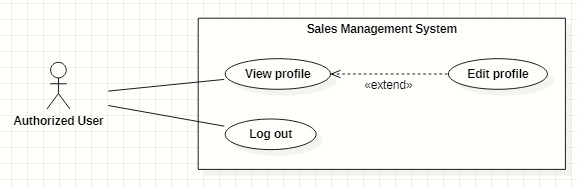 Sales Management System
View profile
Edit profile
«extend»
Authorized User
Log out